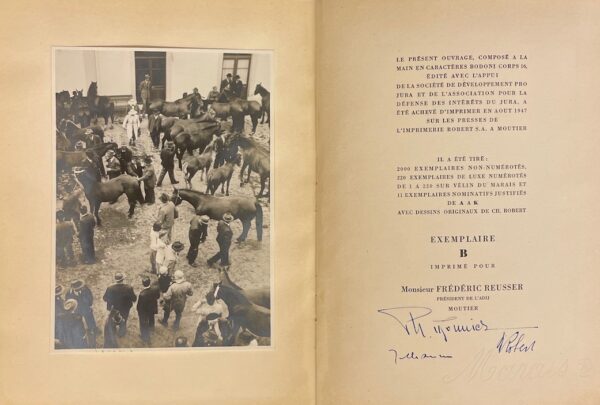 LE PRÉSENT OUVRAGE, COMPOSÉ A LA
MAIN EN CARACTÈRES BODONI CORPS 16,
ÉDITÉ AVEC L'APPUI
DE LA SOCIÉTÉ DE DÉVELOPPEMENT PRO
JURA ET DE L'ASSOCIATION POUR LA
DÉFENSE DES INTÉRÊTS DU JURA, A
ÉTÉ ACHEVÉ D'IMPRIMER EN AOUT 1947
SUR LES PRESSES DE
L'IMPRIMERIE ROBERT S.A. A MOUTIER
IL A ÉTÉ TIRÉ :
2000 EXEMPLAIRES NON-NUMÉROTÉS,
220 EXEMPLAIRES DE LUXE NUMÉROTÉS
DE 1 A 220 SUR VÉLIN DU MARAIS ET
11 EXEMPLAIRES NOMINATIFS JUSTIFIÉS
DE A A K
AVEC DESSINS ORIGINAUX DE CH. ROBERT
EXEMPLAIRE
B
IMPRIMÉ POUR
Monsieur FRÉDÉRIC REUSSER
PRÉSIDENT DE L'ADIJ
MOUTIER
Robert